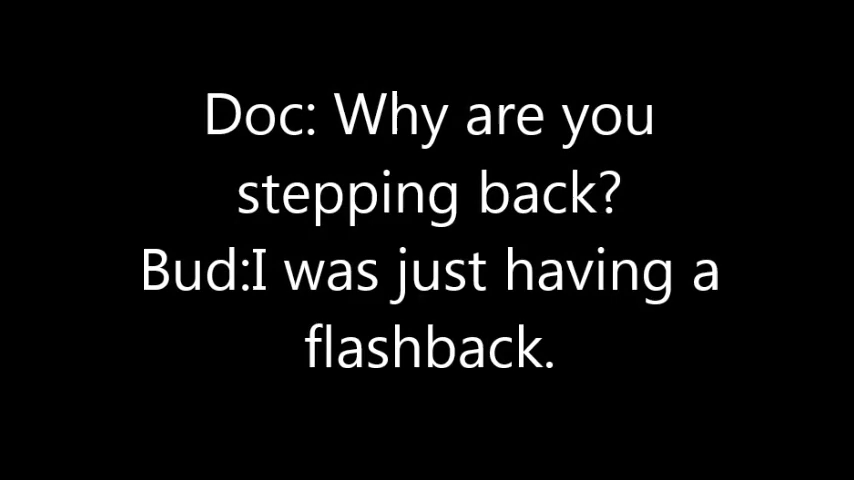 Doc: Why are you
stepping back?
Bud:I was just having a
flashback.